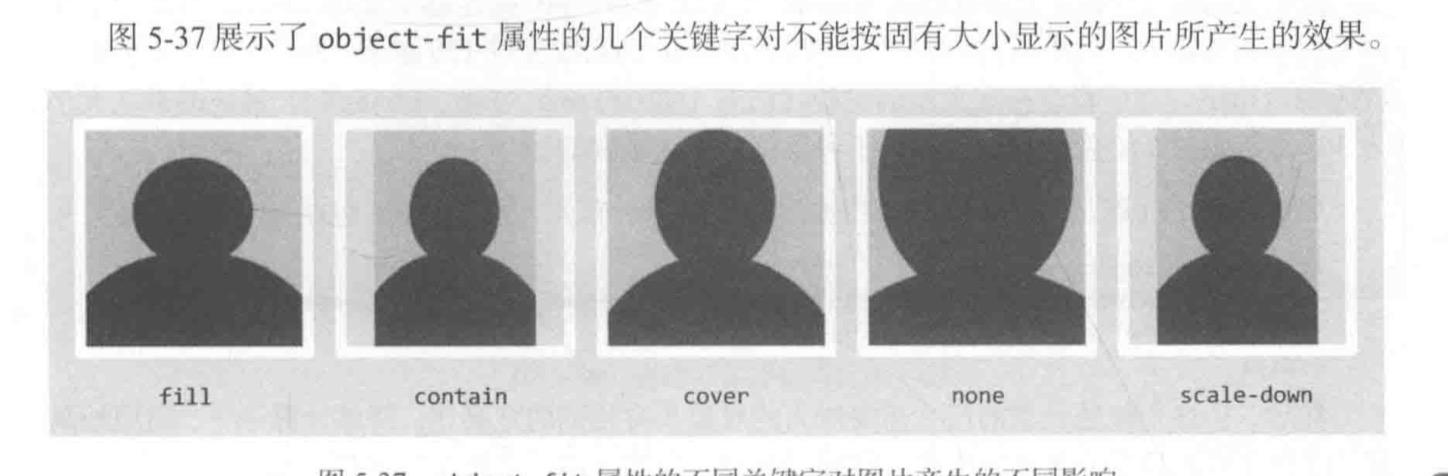 图 5-37 展示了 object-fit 属性的几个关键字对不能按固有大小显示的图片所产生的效果。
fill contain cover none scale-down
图 5-37 object-fit 属性的不同关键字对图片产生的不同影响